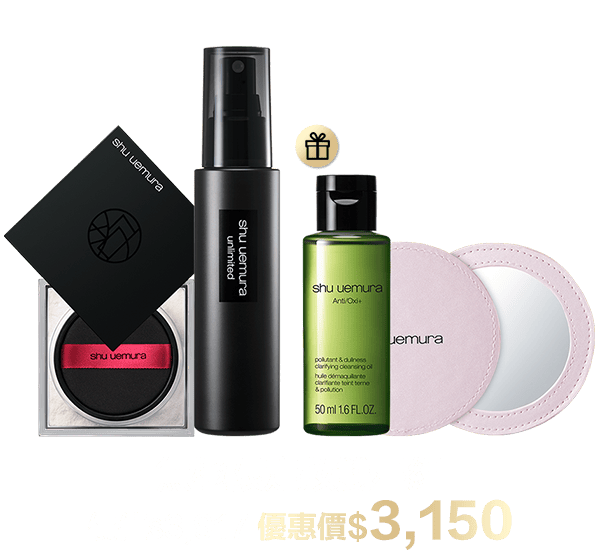 shu uemura
shu uemura
shu uemura
unlimited
shu uemura
Anti/Oxi+
pollutant & dullness
clarifying cleansing oil
huile démaquillante
clarifiante teint terne
& pollution
50 ml 1.6 FL.OZ.
uemura
優惠價$3,150